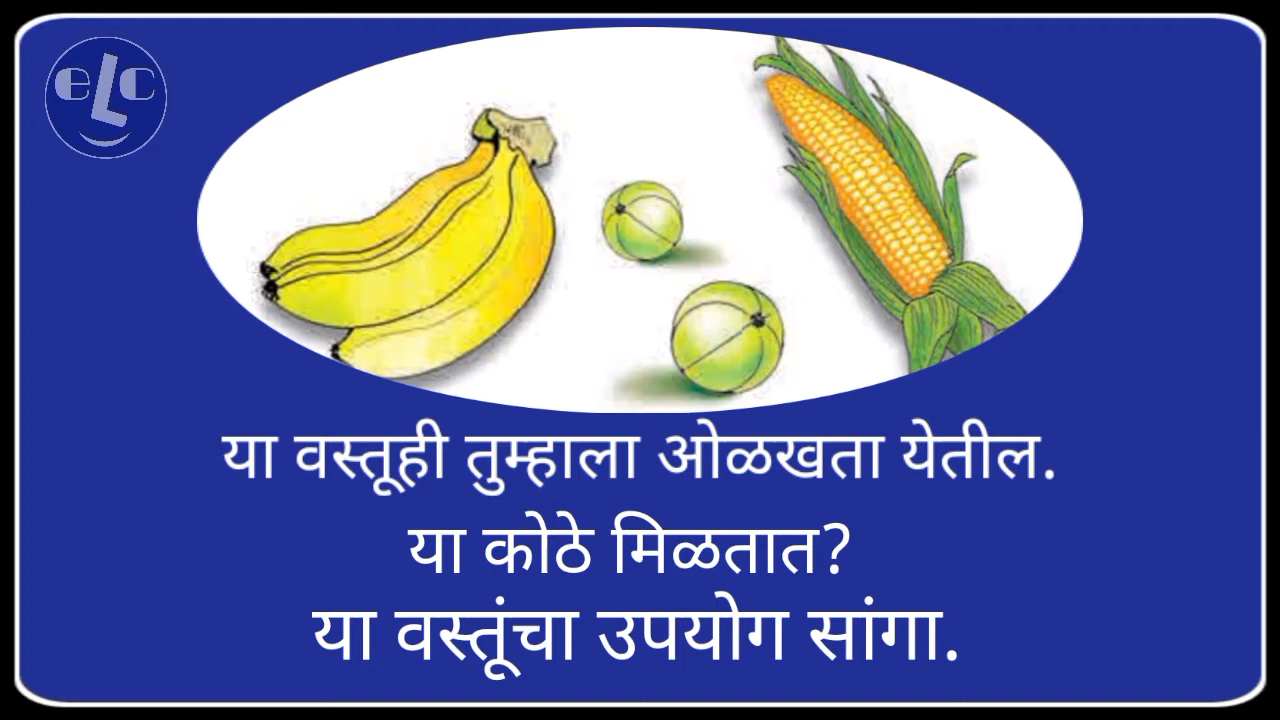 eLc
या वस्तूही तुम्हाला ओळखता येतील.
या कोठे मिळतात?
या वस्तूंचा उपयोग सांगा.